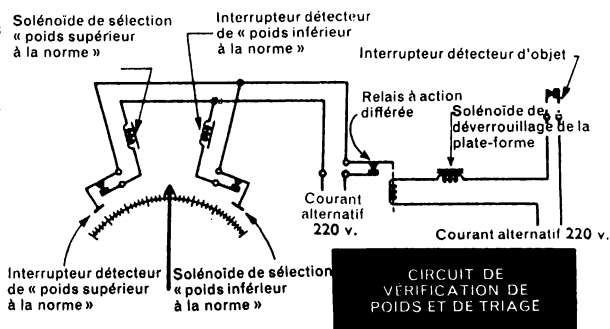 Solénoïde de sélection
« poids supérieur
à la norme »
Interrupteur détecteur
de « poids inférieur
à la norme »
Interrupteur détecteur d'objet
Relais à action
différée
Solénoïde de
déverrouillage de la
plate-forme
Courant
alternatif
220 v.
Courant alternatif 220 v.
Interrupteur détecteur
de « poids supérieur
à la norme »
Solénoïde de sélection
« poids inférieur
à la norme »
CIRCUIT DE
VÉRIFICATION DE
POIDS ET DE TRIAGE